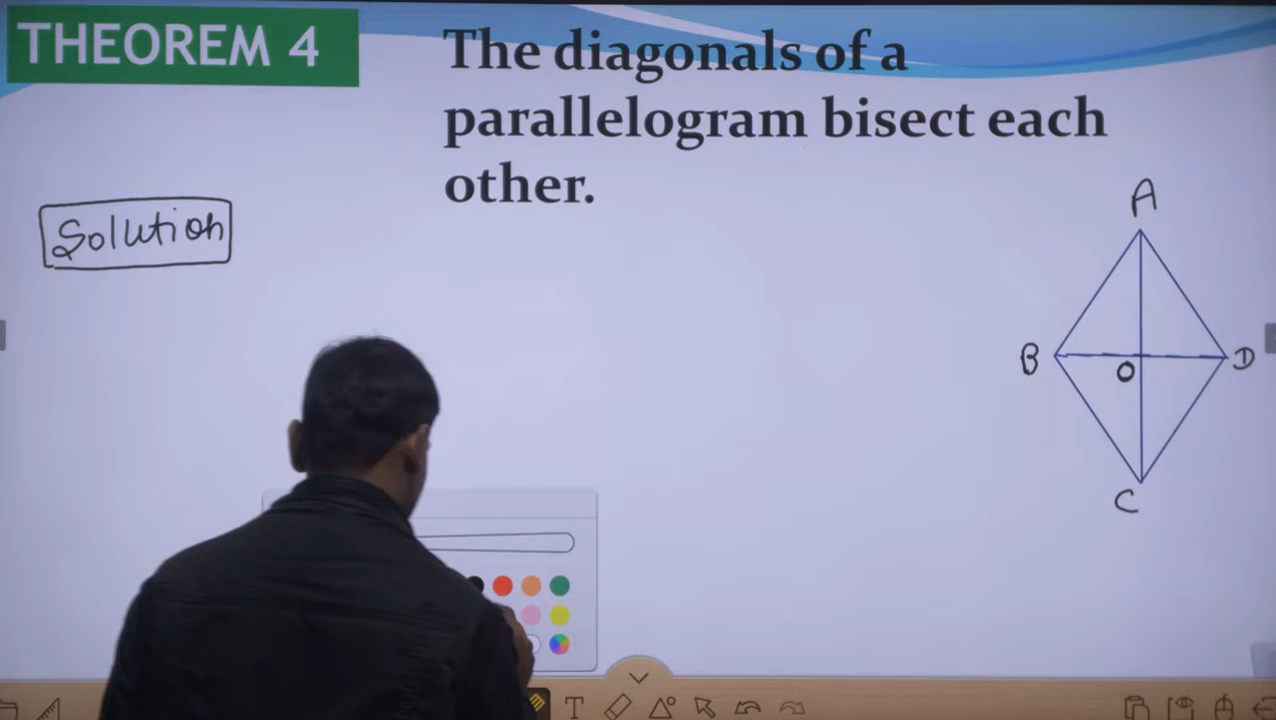 THEOREM 4
The diagonals of a
parallelogram bisect each
other.
Solution
A
B
O
D
C
T